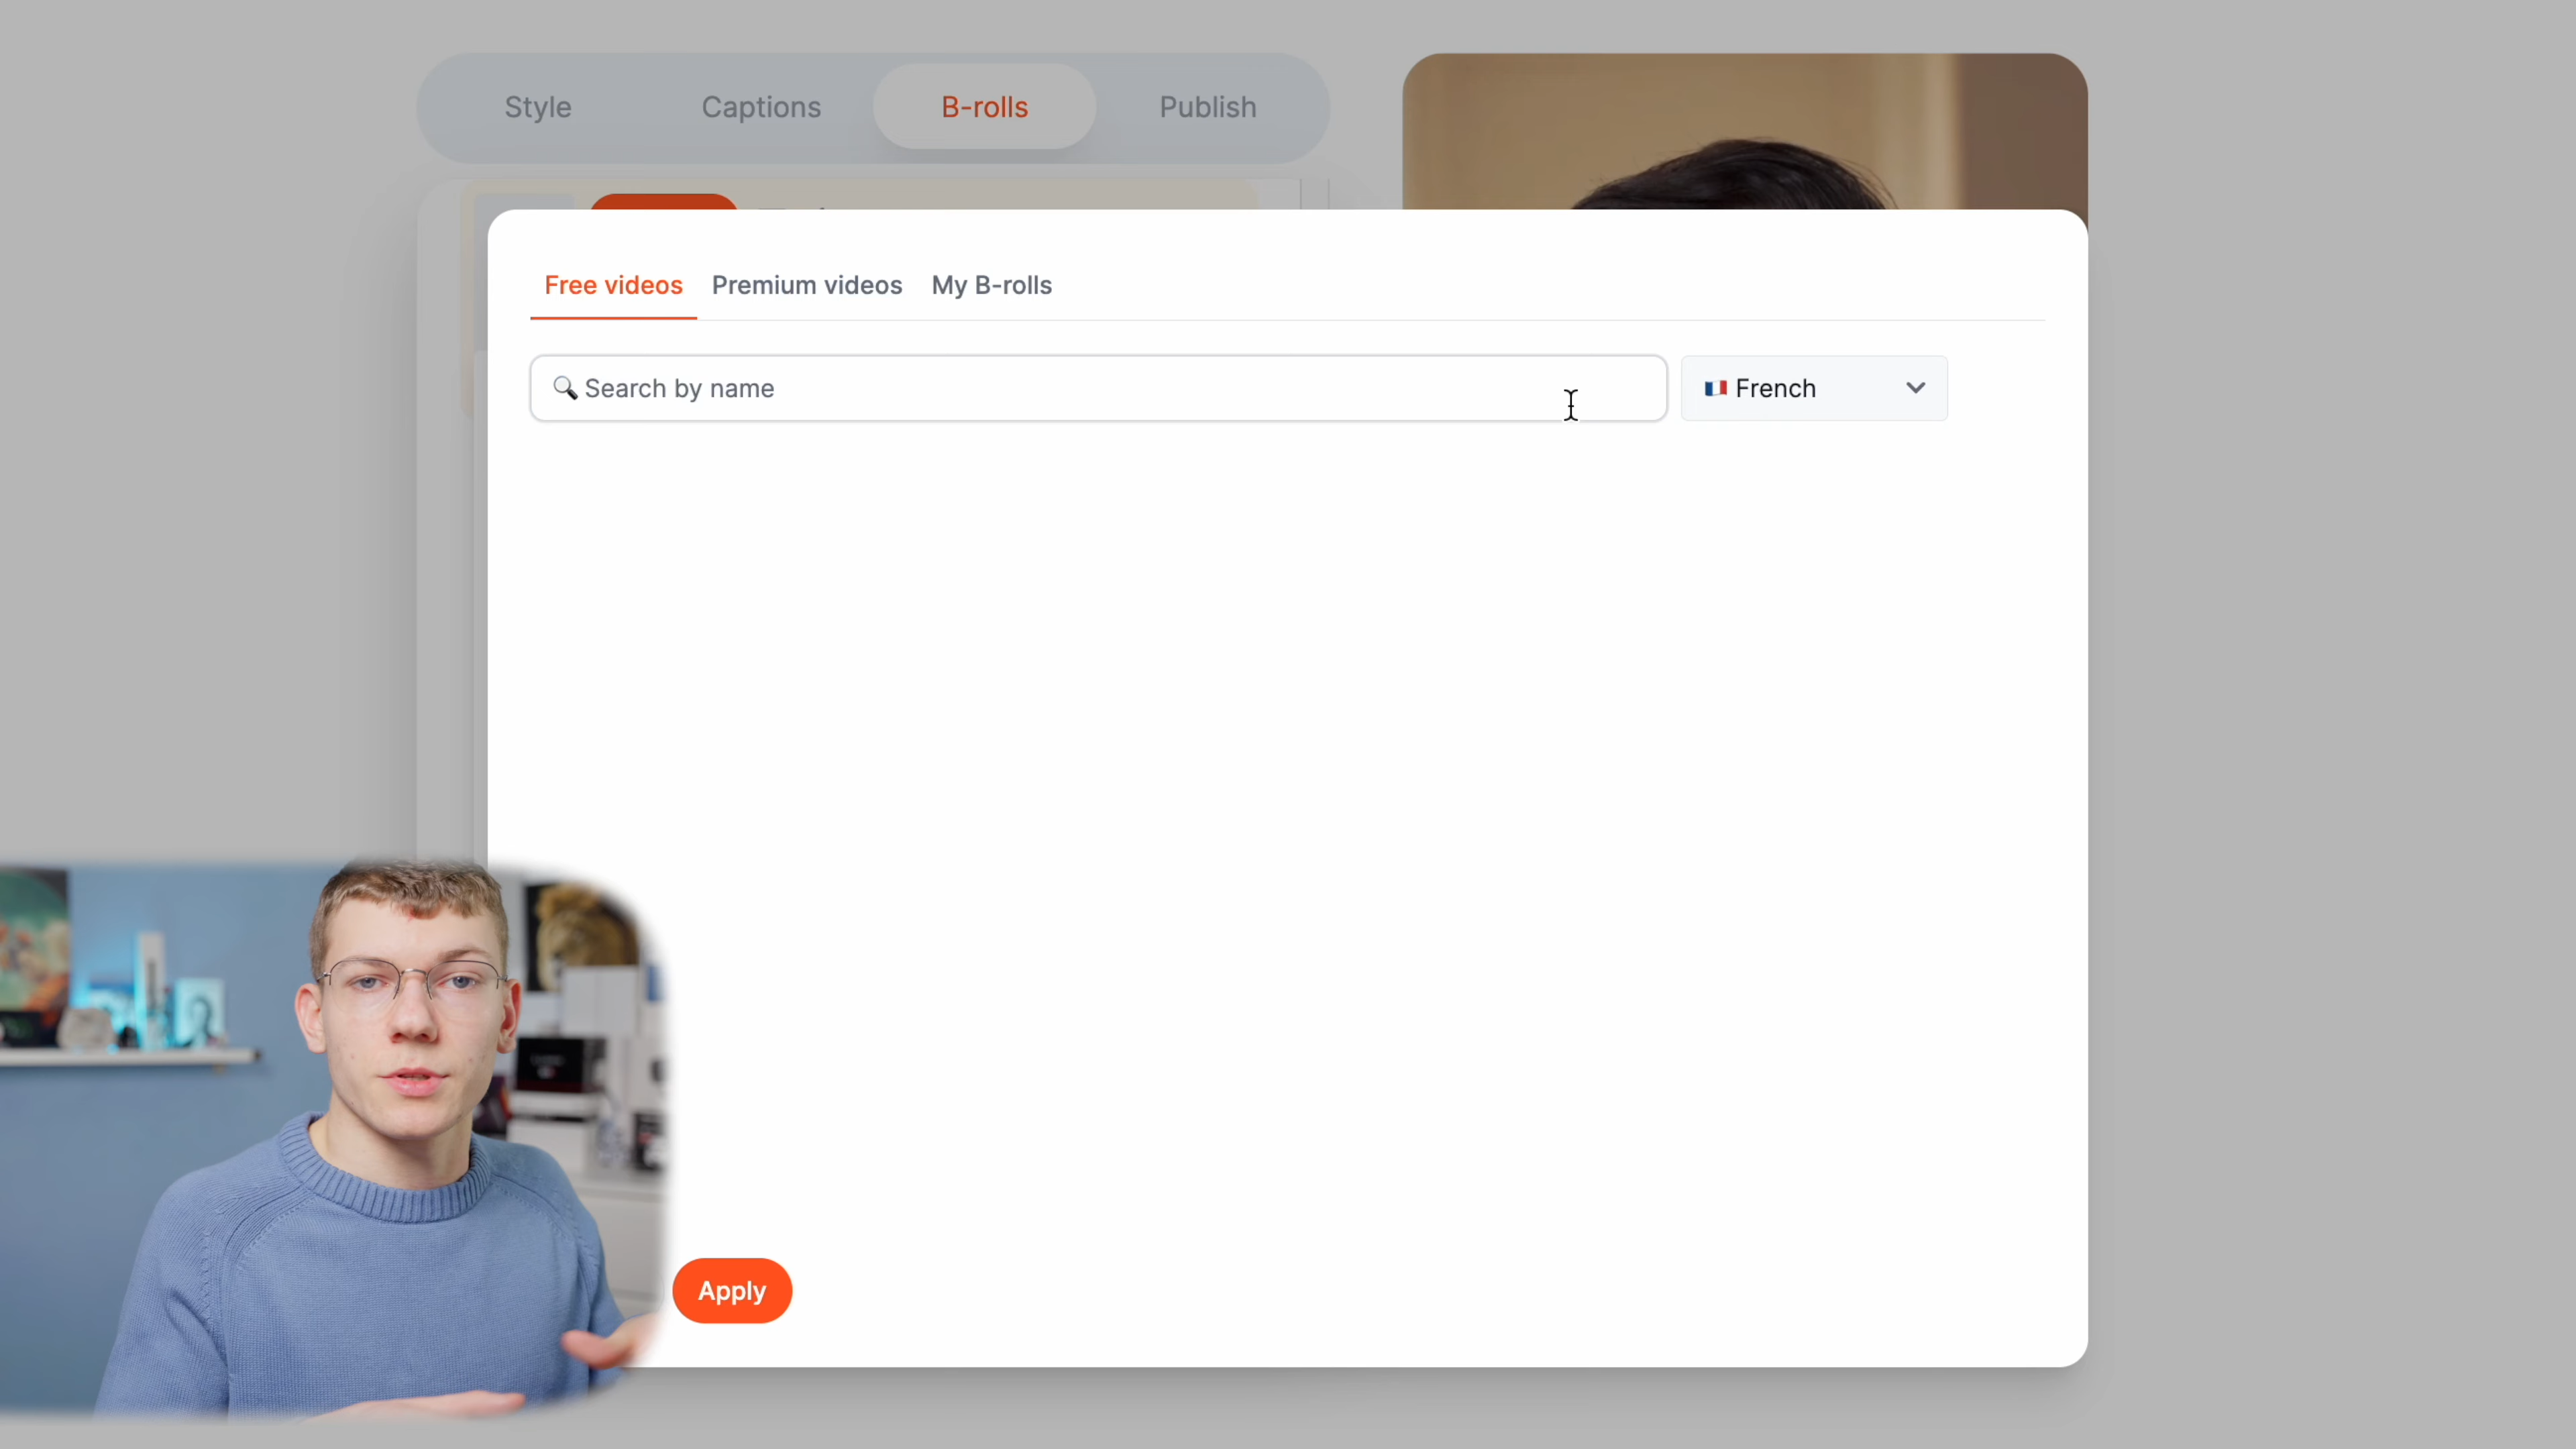 Style
Captions
B-rolls
Publish
Free videos
Premium videos
My B-rolls
Search by name
French
Apply